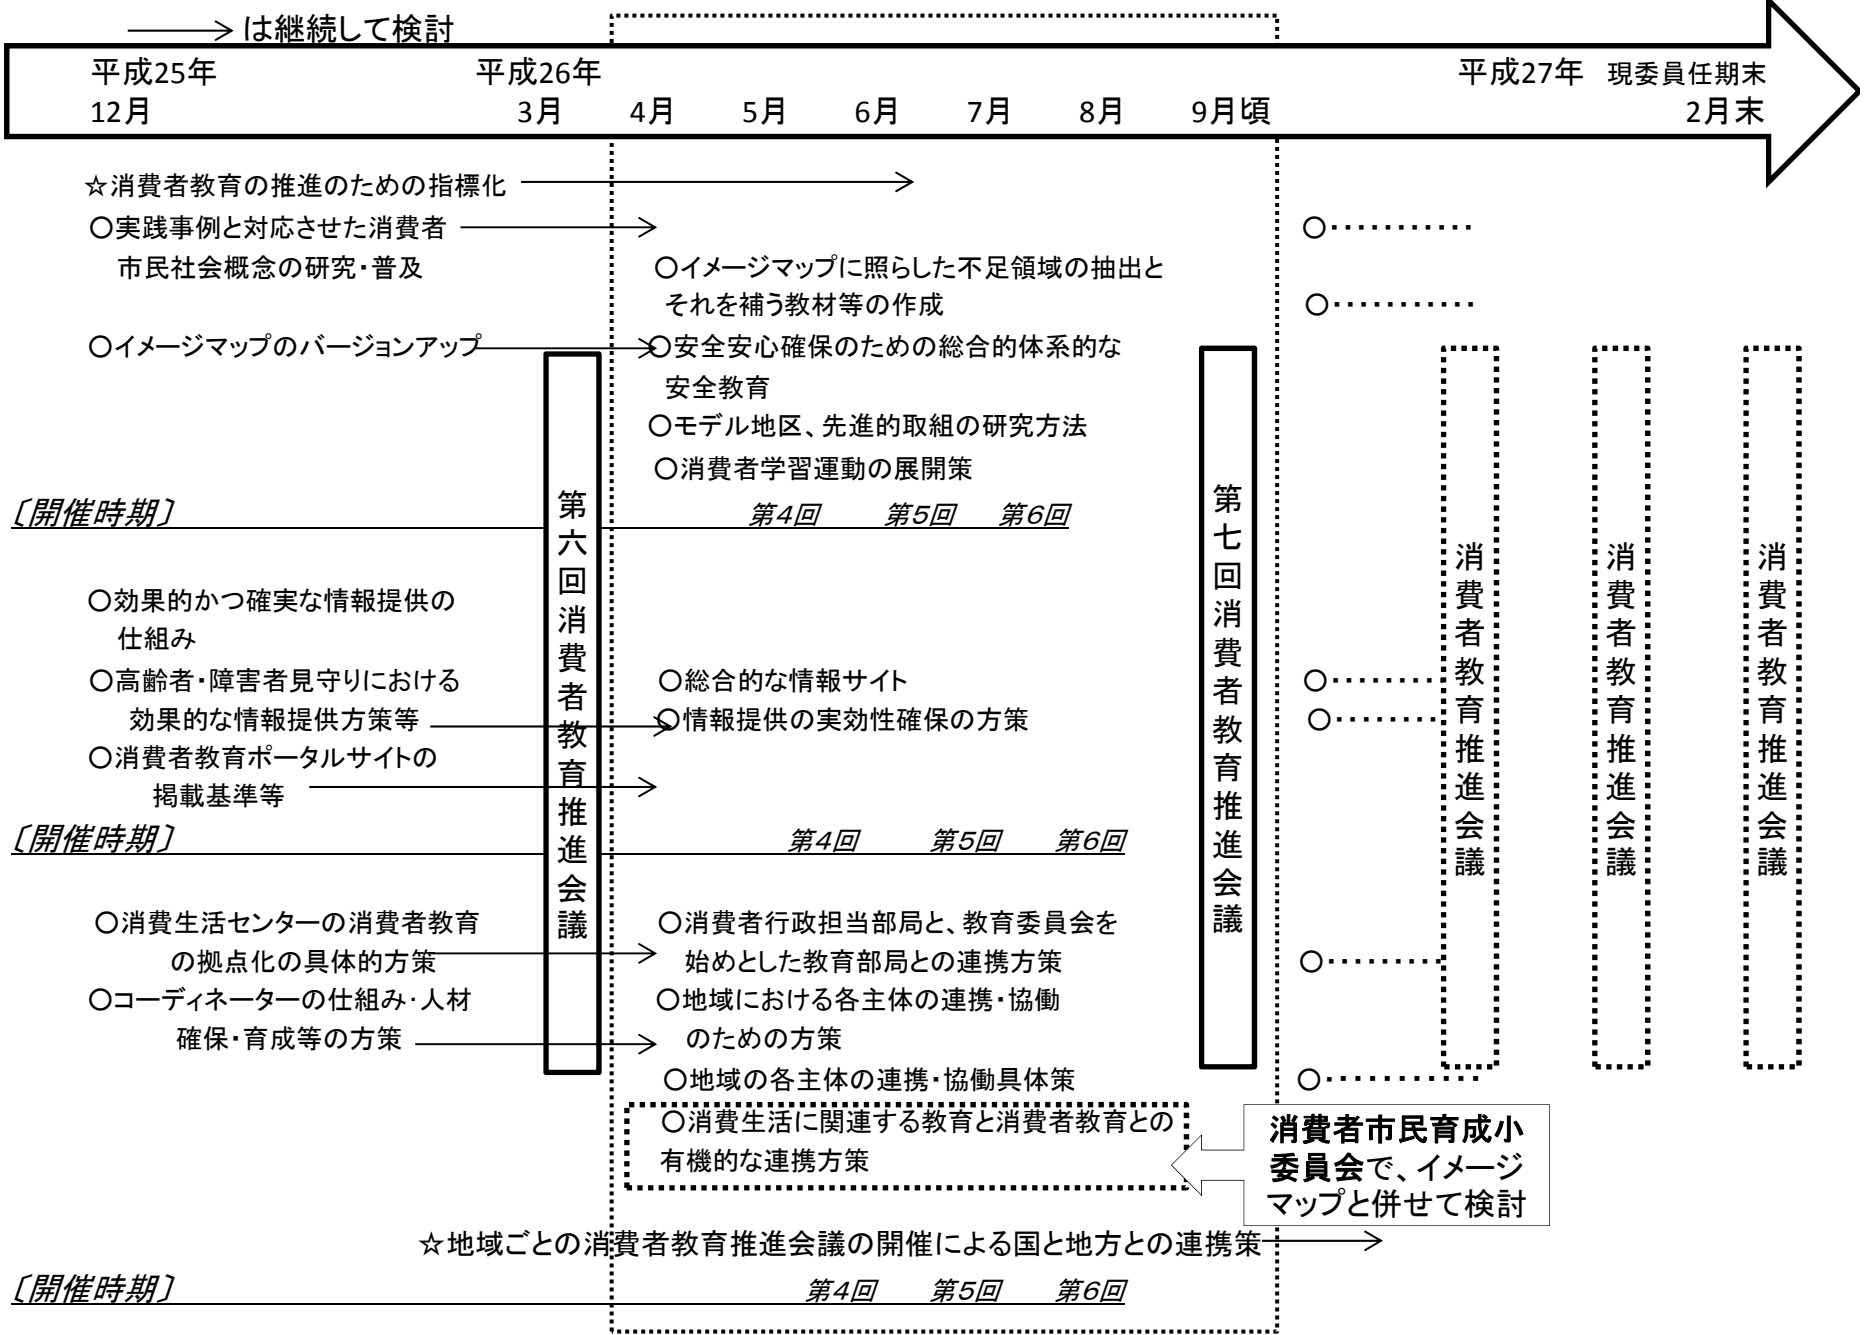 は継続して検討
平成25年
平成26年
平成27年 現委員任期末
12月
3月
4月
5月
6月
7月
8月
9月頃
2月末
☆消費者教育の推進のための指標化
○実践事例と対応させた消費者
市民社会概念の研究・普及
○イメージマップのバージョンアップ
○イメージマップに照らした不足領域の抽出と
それを補う教材等の作成
○安全安心確保のための総合的体系的な
安全教育
○モデル地区、先進的取組の研究方法
○消費者学習運動の展開策
〔開催時期〕
第4回
第5回
第6回
○効果的かつ確実な情報提供の
仕組み
○高齢者・障害者見守りにおける
効果的な情報提供方策等
○消費者教育ポータルサイトの
掲載基準等
○総合的な情報サイト
○情報提供の実効性確保の方策
〔開催時期〕
第4回
第5回
第6回
○消費生活センターの消費者教育
の拠点化の具体的方策
○コーディネーターの仕組み・人材
確保・育成等の方策
○消費者行政担当部局と、教育委員会を
始めとした教育部局との連携方策
○地域における各主体の連携・協働
のための方策
○地域の各主体の連携・協働具体策
○消費生活に関連する教育と消費者教育との
有機的な連携方策
消費者市民育成小
委員会で、イメージ
マップと併せて検討
☆地域ごとの消費者教育推進会議の開催による国と地方との連携策
〔開催時期〕
第4回
第5回
第6回
第六回消費者教育推進会議
第七回消費者教育推進会議
消費者教育推進会議
消費者教育推進会議
消費者教育推進会議